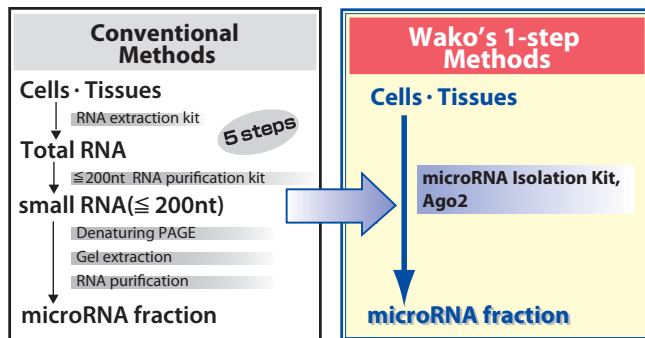 Conventional
Methods
Cells · Tissues
RNA extraction kit
5 steps
Total RNA
≦200nt RNA purification kit
small RNA(≦ 200nt)
Denaturing PAGE
Gel extraction
RNA purification
microRNA fraction
Wako's 1-step
Methods
Cells · Tissues
microRNA Isolation Kit,
Ago2
microRNA fraction